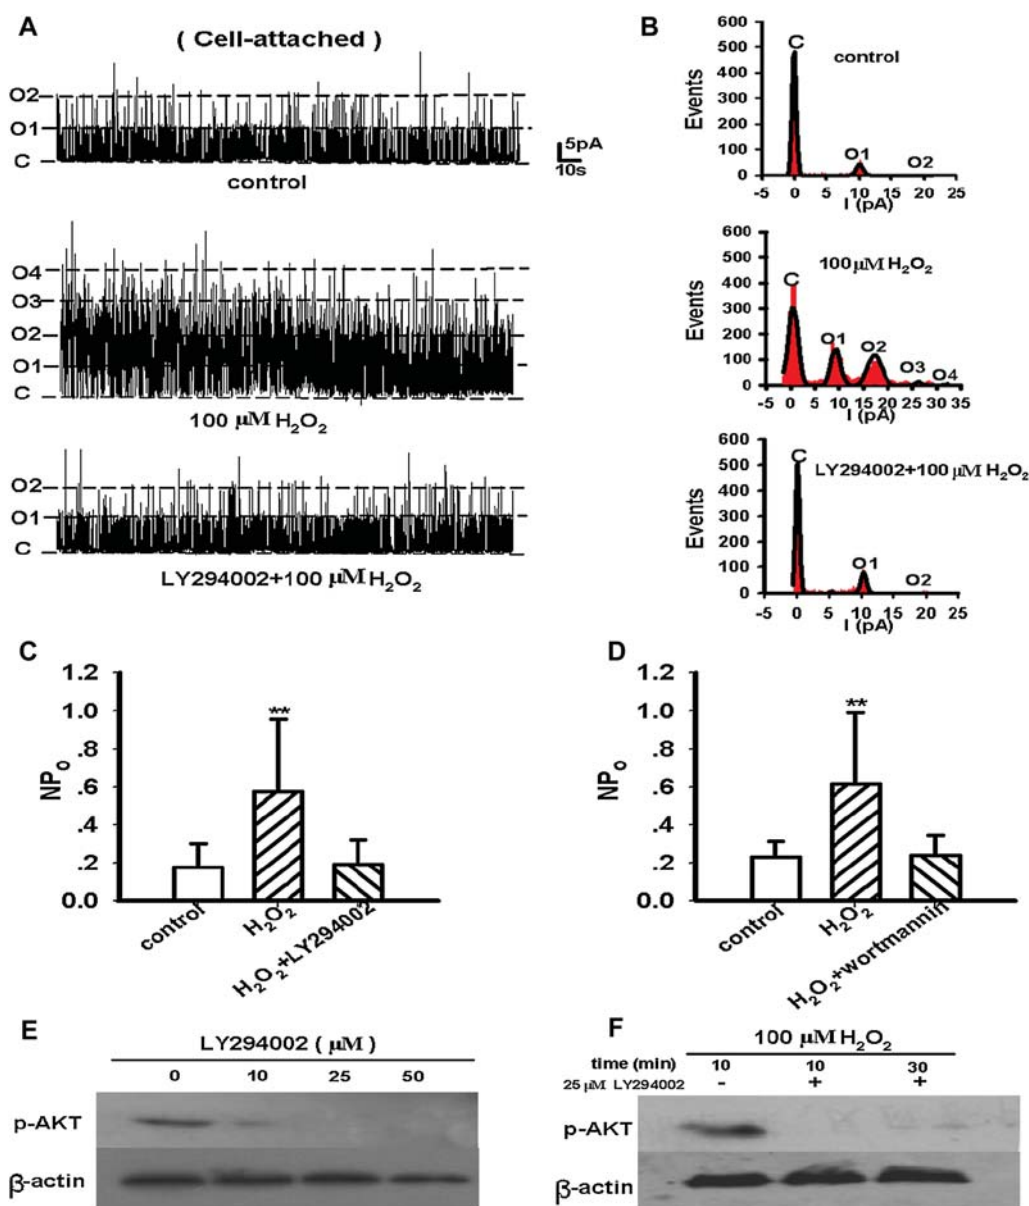 A
( Cell-attached )
O2
O1
C
control
5pA
10s
O4
O3
O2
O1
C
100 μM H₂O₂
O2
O1
C
LY294002+100 μM H₂O₂
B
600
500
400
300
200
100
0
Events
C
control
O1
O2
-5 0 5 10 15 20 25
I (pA)
600
500
400
300
200
100
0
Events
100 μM H₂O₂
C
O1
O2
O3
O4
-5 0 5 10 15 20 25 30 35
I (pA)
600
500
400
300
200
100
0
Events
C
LY294002+100 μM H₂O₂
O1
O2
-5 0 5 10 15 20 25
I (pA)
C
1.2
1.0
.8
.6
.4
.2
0.0
NPₒ
**
control
H₂O₂
H₂O₂+LY294002
D
1.2
1.0
.8
.6
.4
.2
0.0
NPₒ
**
control
H₂O₂
H₂O₂+wortmannin
E
LY294002 ( μM )
0 10 25 50
p-AKT
β-actin
F
100 μM H₂O₂
time (min) 10 10 30
25 μM LY294002 - + +
p-AKT
β-actin